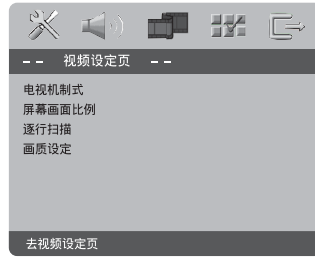 -- 视频设定页 --
电视机制式
屏幕画面比例
逐行扫描
画质设定
去视频设定页